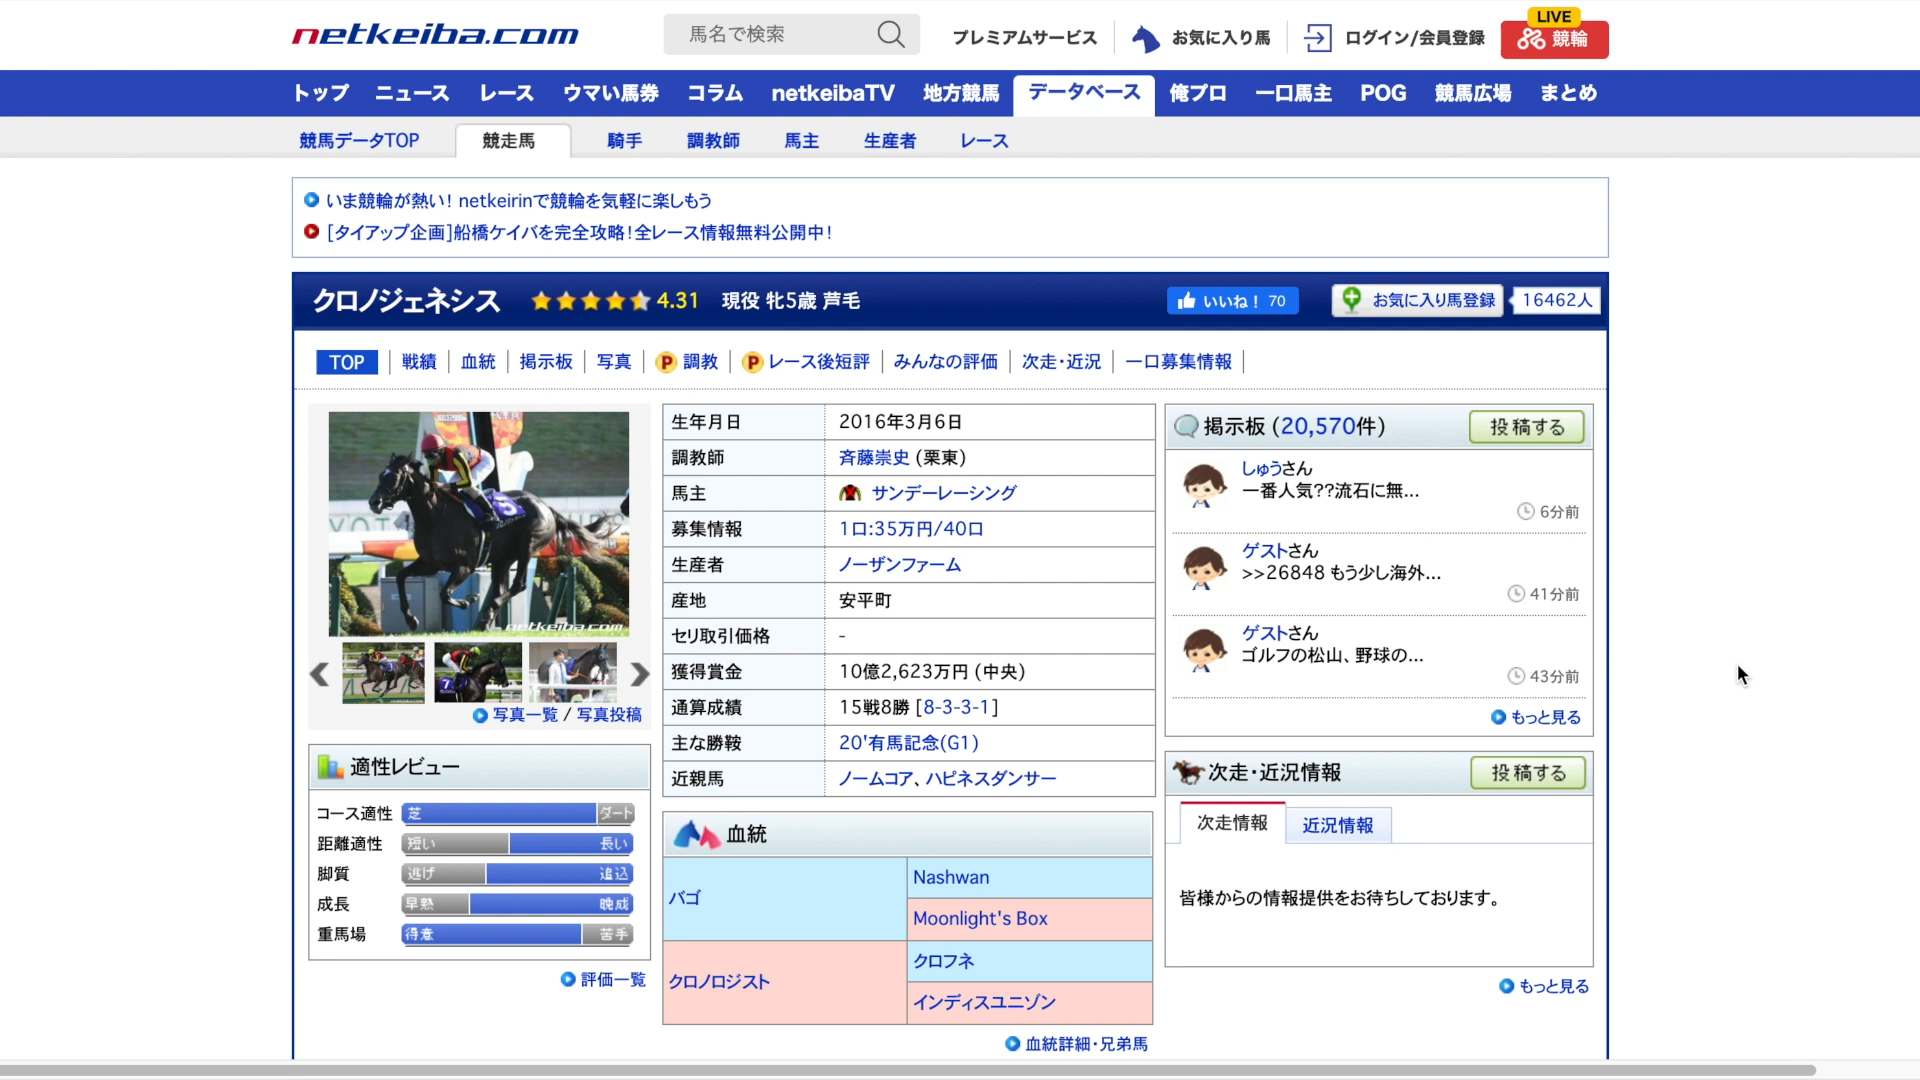 netkeiba.com
馬名で検索
プレミアムサービス
お気に入り馬
ログイン/会員登録
LIVE
競輪
トップ ニュース レース ウマい馬券 コラム netkeibaTV 地方競馬 データベース 俺プロ 一口馬主 POG 競馬広場 まとめ
競馬データTOP 競走馬 騎手 調教師 馬主 生産者 レース
いま競輪が熱い！netkeirinで競輪を気軽に楽しもう
[タイアップ企画]船橋ケイバを完全攻略！全レース情報無料公開中！
クロノジェネシス 4.31 現役 牝5歳 芦毛
いいね！ 70
お気に入り馬登録 16462人
TOP 戦績 血統 掲示板 写真 P 調教 P レース後短評 みんなの評価 次走・近況 一口募集情報
netkeiba.com
写真一覧 / 写真投稿
適性レビュー
コース適性 芝 ダート
距離適性 短い 長い
脚質 逃げ 追込
成長 早熟 晩成
重馬場 得意 苦手
評価一覧
生年月日 2016年3月6日
調教師 斉藤崇史 (栗東)
馬主 サンデーレーシング
募集情報 1口:35万円/40口
生産者 ノーザンファーム
産地 安平町
セリ取引価格 -
獲得賞金 10億2,623万円 (中央)
通算成績 15戦8勝 [8-3-3-1]
主な勝鞍 20'有馬記念(G1)
近親馬 ノームコア、ハピネスダンサー
血統
バゴ
Nashwan
Moonlight's Box
クロノロジスト
クロフネ
インディスユニゾン
血統詳細・兄弟馬
掲示板 (20,570件) 投稿する
しゅうさん
一番人気??流石に無...
6分前
ゲストさん
>>26848 もう少し海外...
41分前
ゲストさん
ゴルフの松山、野球の...
43分前
もっと見る
次走・近況情報 投稿する
次走情報 近況情報
皆様からの情報提供をお待ちしております。
もっと見る